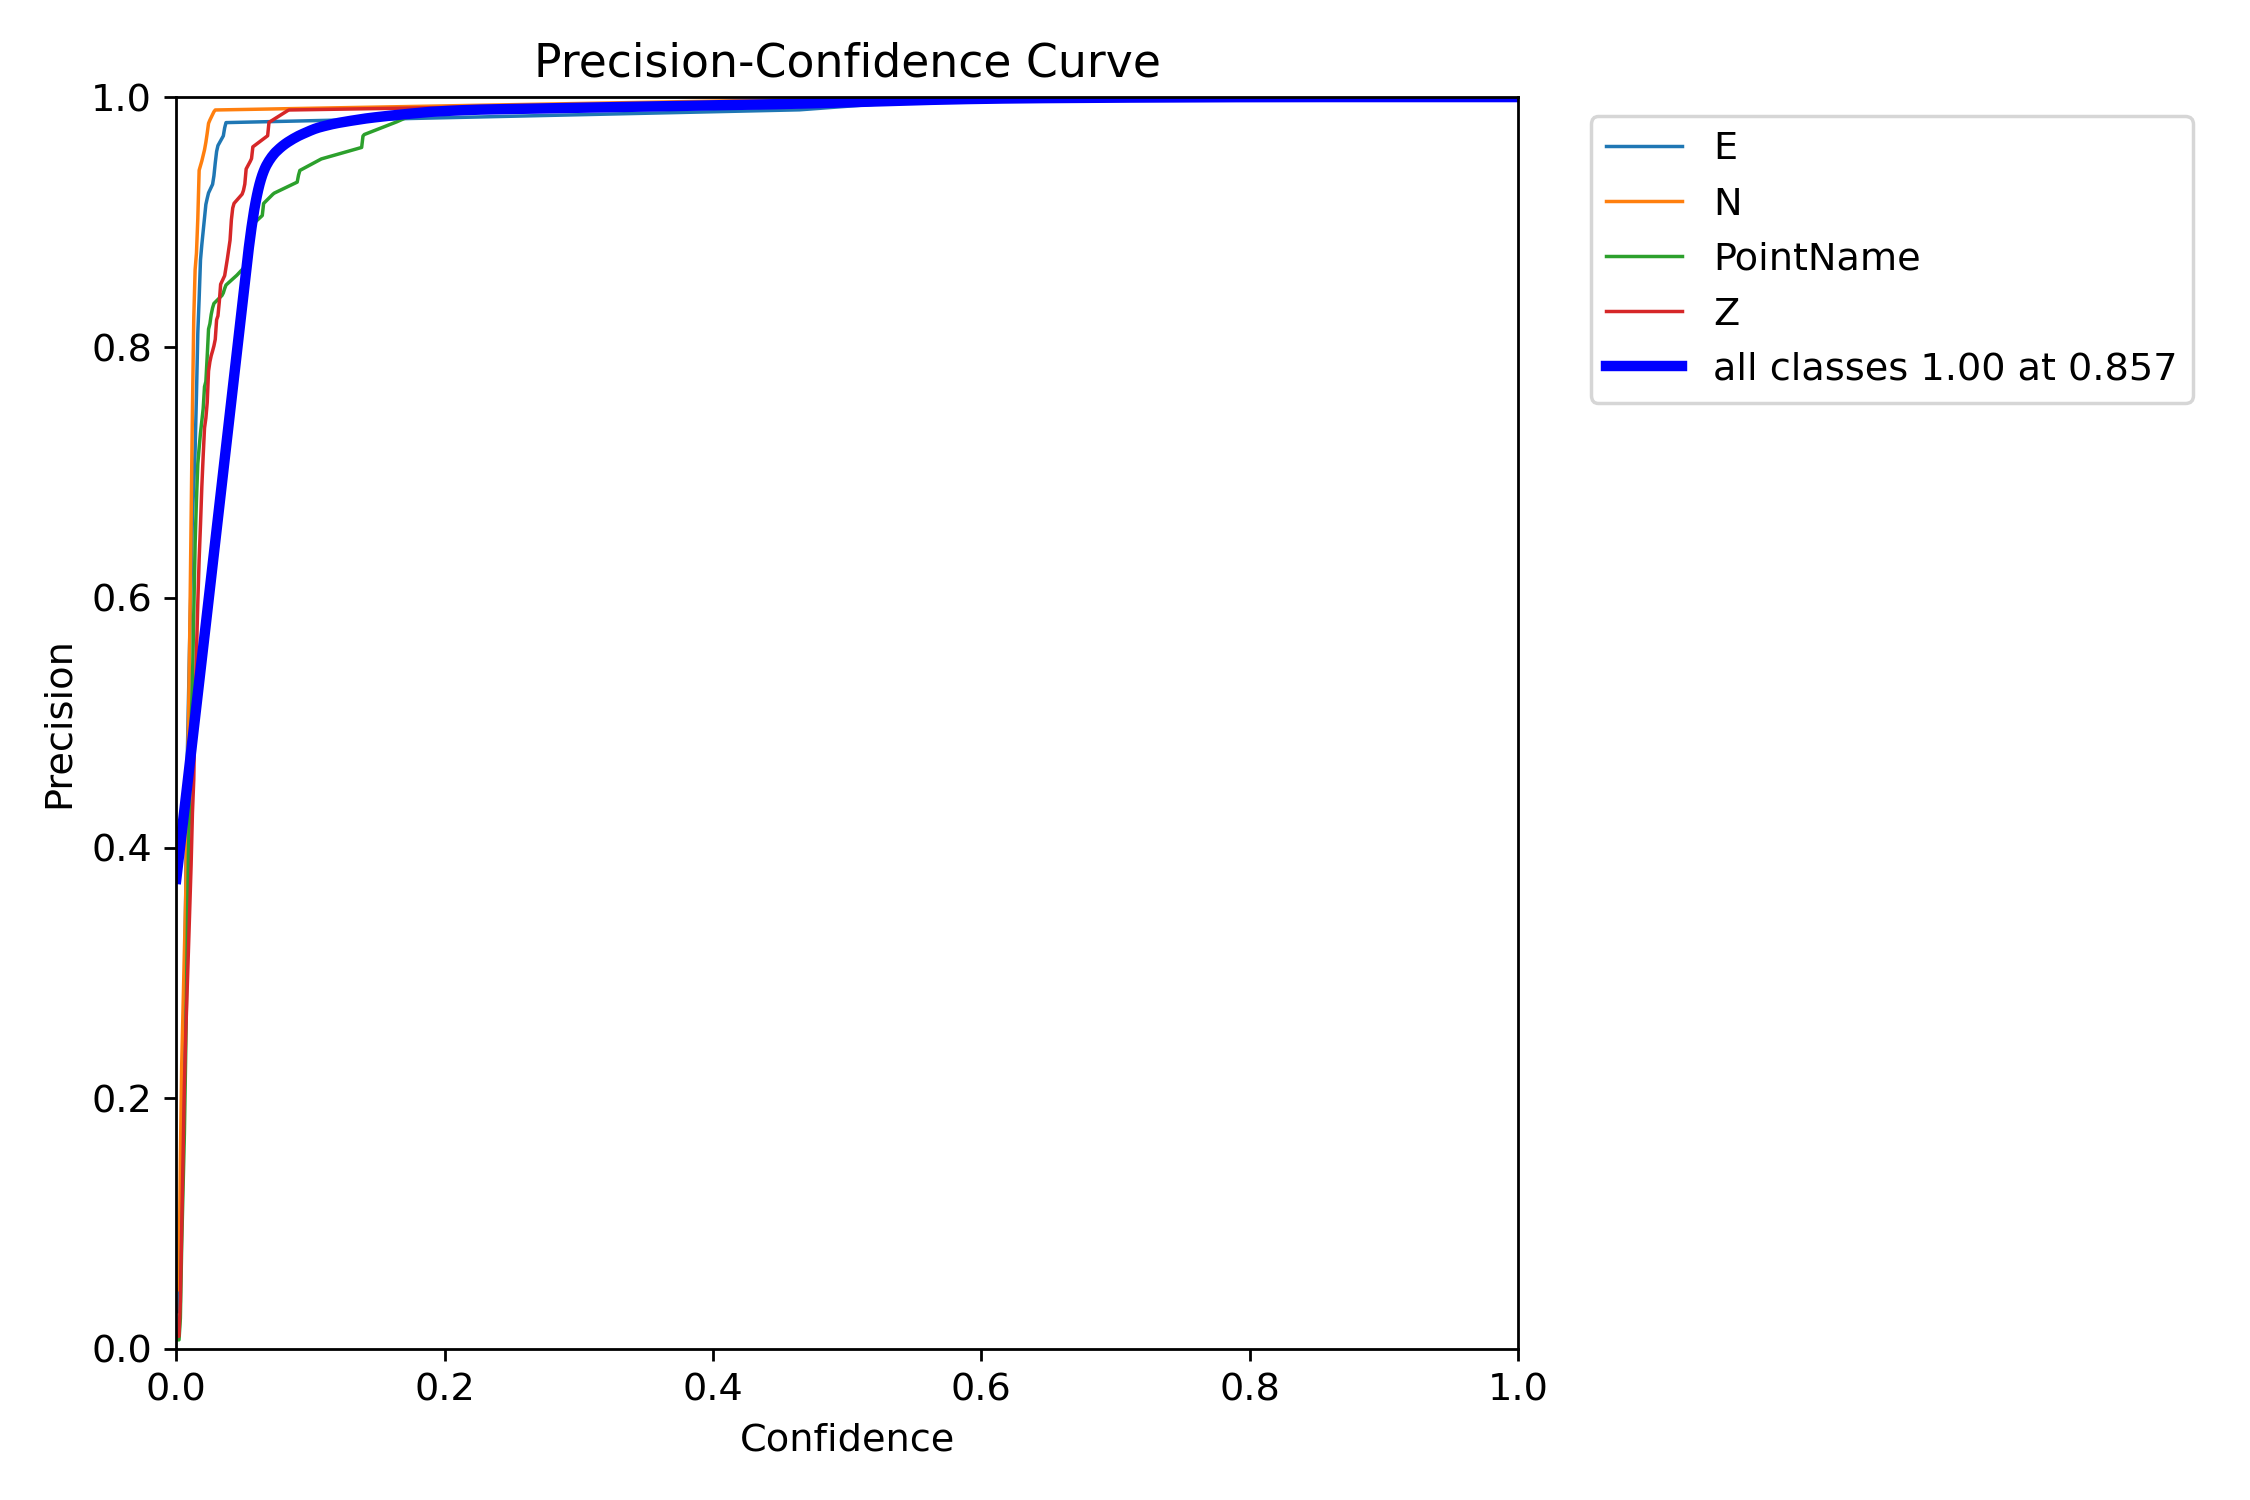 Precision-Confidence Curve
1.0
0.8
0.6
0.4
0.2
0.0
Precision
0.0 0.2 0.4 0.6 0.8 1.0
Confidence
E
N
PointName
Z
all classes 1.00 at 0.857